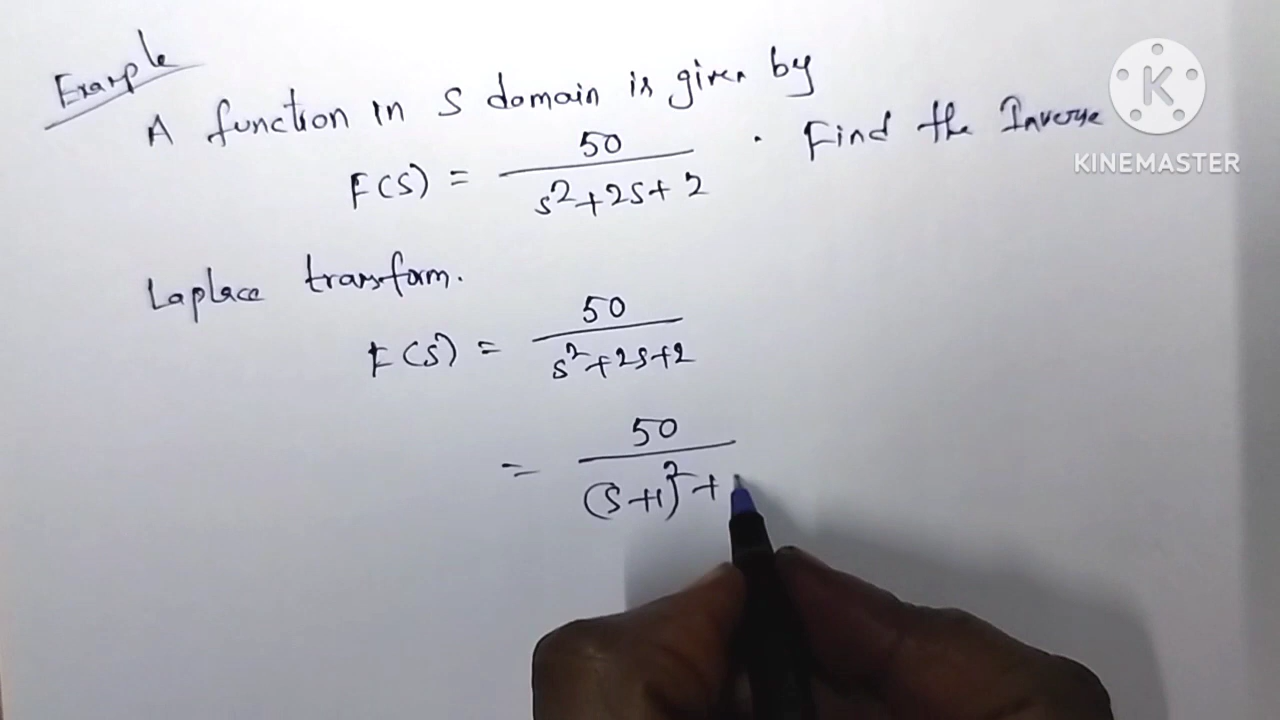 Example
A function in S domain is given by
F(S) = 50 / s²+2s+2 . Find the Inverse
Laplace transform.
F(S) = 50 / s²+2s+2
= 50 / (s+1)²+
K
KINEMASTER